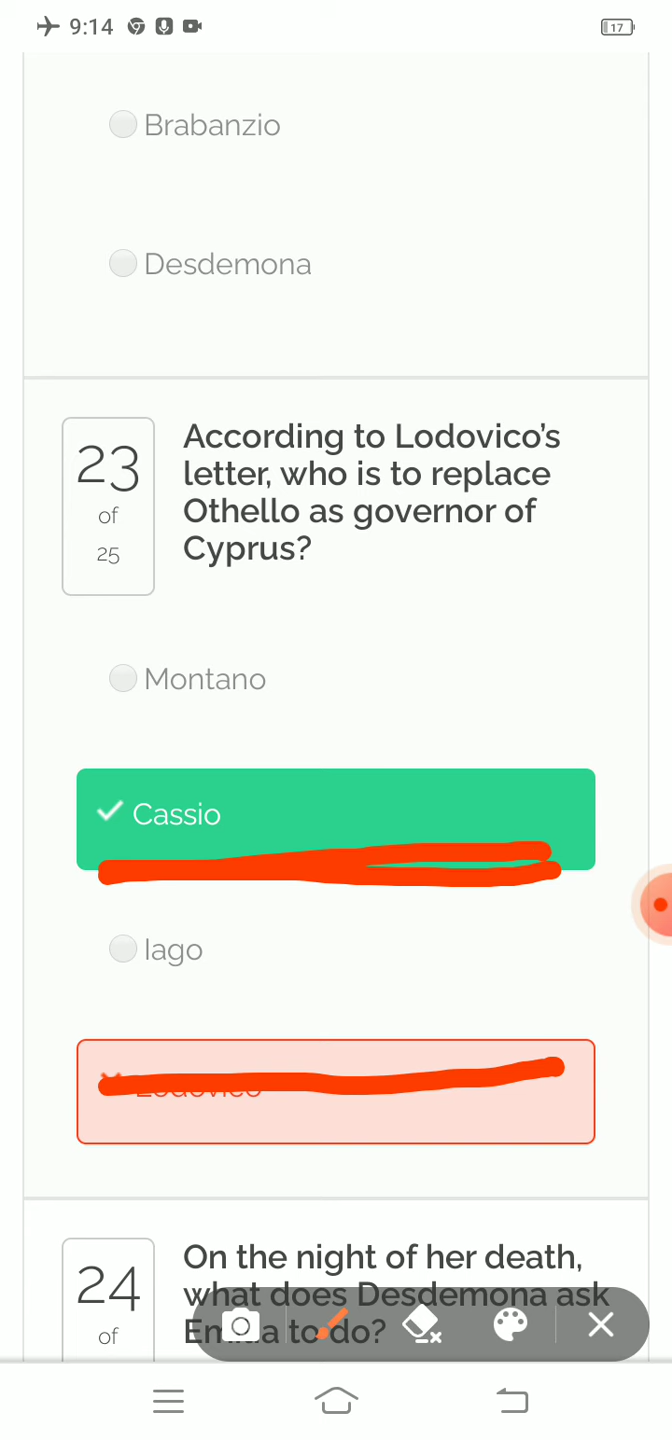 9:14
17
Brabanzio
Desdemona
23
of
25
According to Lodovico’s
letter, who is to replace
Othello as governor of
Cyprus?
Montano
Cassio
Iago
24
of
On the night of her death,
what does Desdemona ask
to do?